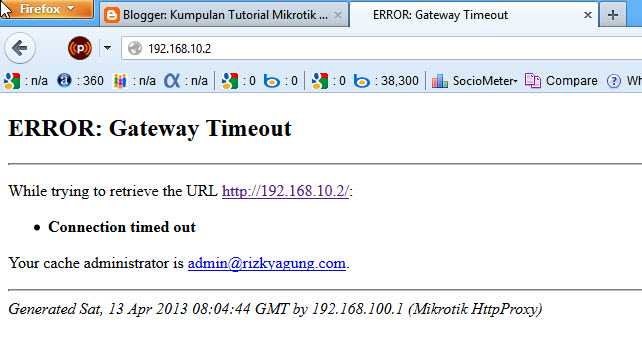 Firefox
Blogger: Kumpulan Tutorial Mikrotik ...
ERROR: Gateway Timeout
192.168.10.2
: n/a : 360 : n/a : n/a : 0 : 0 : 0 : 38,300 SocioMeter Compare
ERROR: Gateway Timeout
While trying to retrieve the URL http://192.168.10.2/:
• Connection timed out
Your cache administrator is admin@rizkyagung.com.
Generated Sat, 13 Apr 2013 08:04:44 GMT by 192.168.100.1 (Mikrotik HttpProxy)